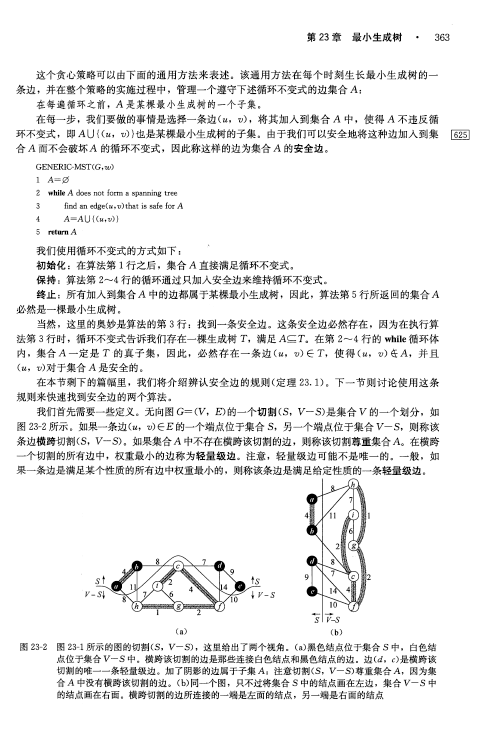 第23章 最小生成树 · 363
这个贪心策略可以由下面的通用方法来表述。该通用方法在每个时刻生长最小生成树的一
条边，并在整个策略的实施过程中，管理一个遵守下述循环不变式的边集合 A：
在每遍循环之前，A 是某棵最小生成树的一个子集。
在每一步，我们要做的事情是选择一条边(u，v)，将其加入到集合 A 中，使得 A 不违反循
环不变式，即 A∪{(u，v)}也是某棵最小生成树的子集。由于我们可以安全地将这种边加入到集
合 A 而不会破坏 A 的循环不变式，因此称这样的边为集合 A 的安全边。
625
GENERIC-MST(G,w)
1 A=∅
2 while A does not form a spanning tree
3 find an edge(u,v)that is safe for A
4 A=A∪{(u,v)}
5 return A
我们使用循环不变式的方式如下：
初始化：在算法第 1 行之后，集合 A 直接满足循环不变式。
保持：算法第 2～4 行的循环通过只加入安全边来维持循环不变式。
终止：所有加入到集合 A 中的边都属于某棵最小生成树，因此，算法第 5 行所返回的集合 A
必然是一棵最小生成树。
当然，这里的奥妙是算法的第 3 行：找到一条安全边。这条安全边必然存在，因为在执行算
法第 3 行时，循环不变式告诉我们存在一棵生成树 T，满足 A⊆T。在第 2～4 行的 while 循环体
内，集合 A 一定是 T 的真子集，因此，必然存在一条边(u，v)∈T，使得(u，v)∉A，并且
(u，v)对于集合 A 是安全的。
在本节剩下的篇幅里，我们将介绍辨认安全边的规则(定理 23.1)。下一节则讨论使用这条
规则来快速找到安全边的两个算法。
我们首先需要一些定义。无向图 G=(V，E)的一个切割(S，V-S)是集合 V 的一个划分，如
图 23-2 所示。如果一条边(u，v)∈E 的一个端点位于集合 S，另一个端点位于集合 V-S，则称该
条边横跨切割(S，V-S)。如果集合 A 中不存在横跨该切割的边，则称该切割尊重集合 A。在横跨
一个切割的所有边中，权重最小的边称为轻量级边。注意，轻量级边可能不是唯一的。一般，如
果一条边是满足某个性质的所有边中权重最小的，则称该条边是满足给定性质的一条轻量级边。
S↑ V-S↓ a b c d e f g h i 4 8 7 9 11 2 14 4 8 7 6 10 1 2 S↑ V-S↓
a b d e h i g c f 8 7 4 11 1 6 2 8 9 7 4 2 14 10 S V-S
(a) (b)
图 23-2 图 23-1 所示的图的切割(S，V-S)，这里给出了两个视角。(a)黑色结点位于集合 S 中，白色结
点位于集合 V-S 中。横跨该切割的边是那些连接白色结点和黑色结点的边。边(d，c)是横跨该
切割的唯一一条轻量级边。加了阴影的边属于子集 A；注意切割(S，V-S)尊重集合 A，因为集
合 A 中没有横跨该切割的边。(b)同一个图，只不过将集合 S 中的结点画在左边，集合 V-S 中
的结点画在右面。横跨切割的边所连接的一端是左面的结点，另一端是右面的结点